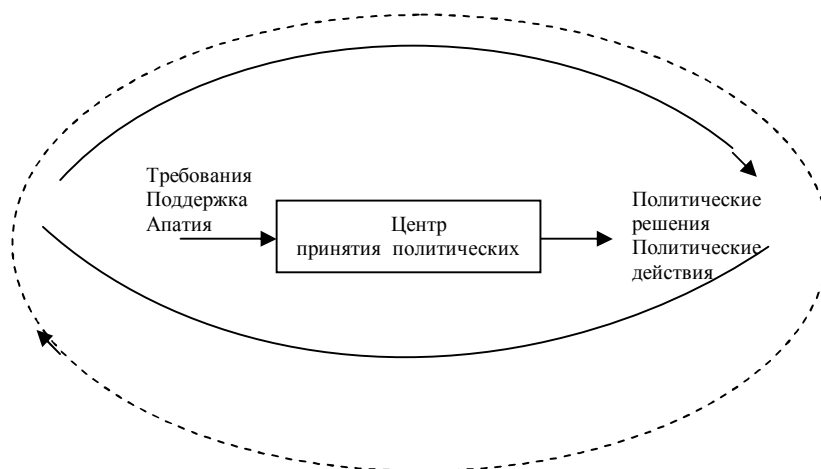 Требования
Поддержка
Апатия
Центр
принятия политических
Политические
решения
Политические
действия